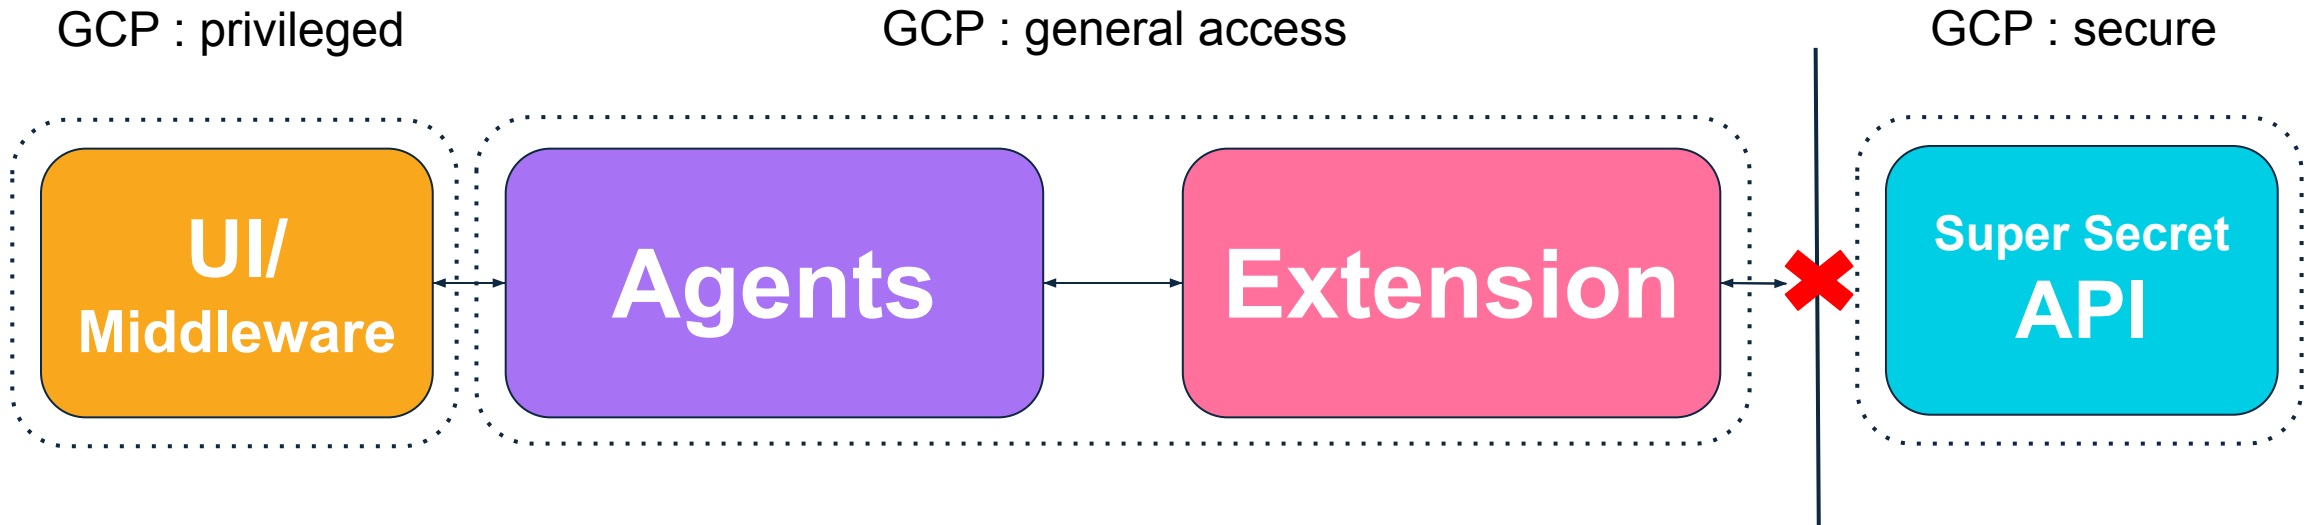 GCP : privileged
GCP : general access
GCP : secure
UI/
Middleware
Agents
Extension
Super Secret
API